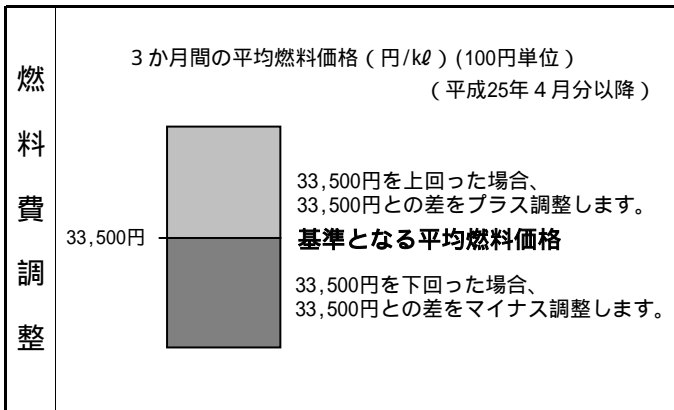 燃料費調整
3か月間の平均燃料価格(円/kℓ)(100円単位)
(平成25年4月分以降)
33,500円を上回った場合、
33,500円との差をプラス調整します。
33,500円
基準となる平均燃料価格
33,500円を下回った場合、
33,500円との差をマイナス調整します。